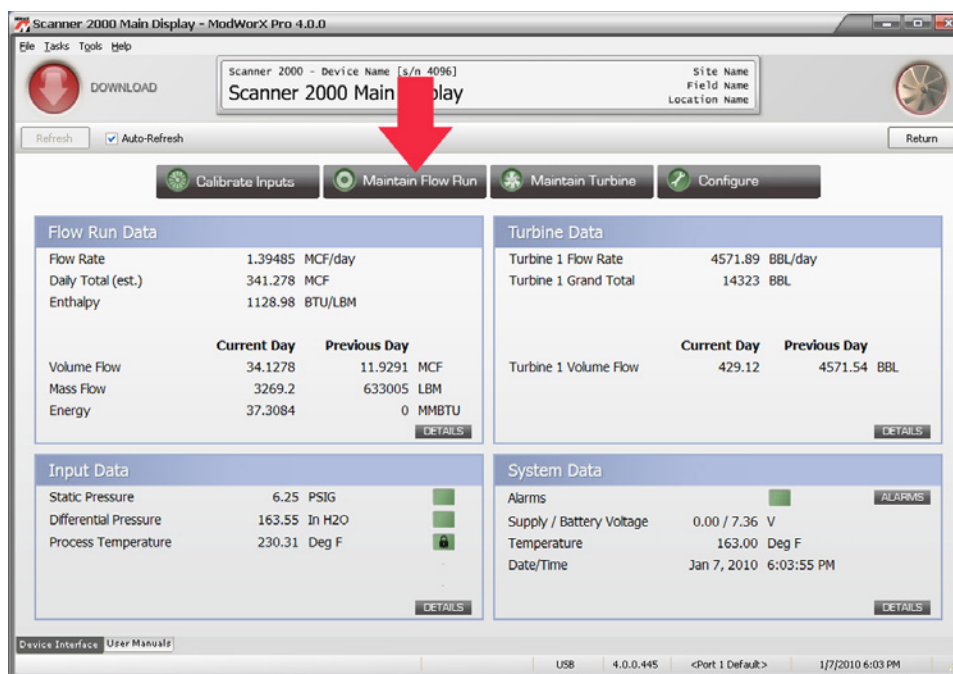 Scanner 2000 Main Display - ModWorX Pro 4.0.0
File Tasks Tools Help
DOWNLOAD
Scanner 2000 - Device Name [s/n 4096]
Scanner 2000 Main
Site Name
Field Name
Location Name
Refresh Auto-Refresh Return
Calibrate Inputs Maintain Flow Run Maintain Turbine Configure
Flow Run Data
Flow Rate 1.39485 MCF/day
Daily Total (est.) 341.278 MCF
Enthalpy 1128.98 BTU/LBM
Current Day Previous Day
Volume Flow 34.1278 11.9291 MCF
Mass Flow 3269.2 633005 LBM
Energy 37.3084 0 MMBTU
DETAILS
Turbine Data
Turbine 1 Flow Rate 4571.89 BBL/day
Turbine 1 Grand Total 14323 BBL
Current Day Previous Day
Turbine 1 Volume Flow 429.12 4571.54 BBL
DETAILS
Input Data
Static Pressure 6.25 PSIG
Differential Pressure 163.55 In H2O
Process Temperature 230.31 Deg F
DETAILS
System Data
Alarms ALARMS
Supply / Battery Voltage 0.00 / 7.36 V
Temperature 163.00 Deg F
Date/Time Jan 7, 2010 6:03:55 PM
DETAILS
Device Interface User Manuals
USB 4.0.0.445 <Port 1 Default> 1/7/2010 6:03 PM